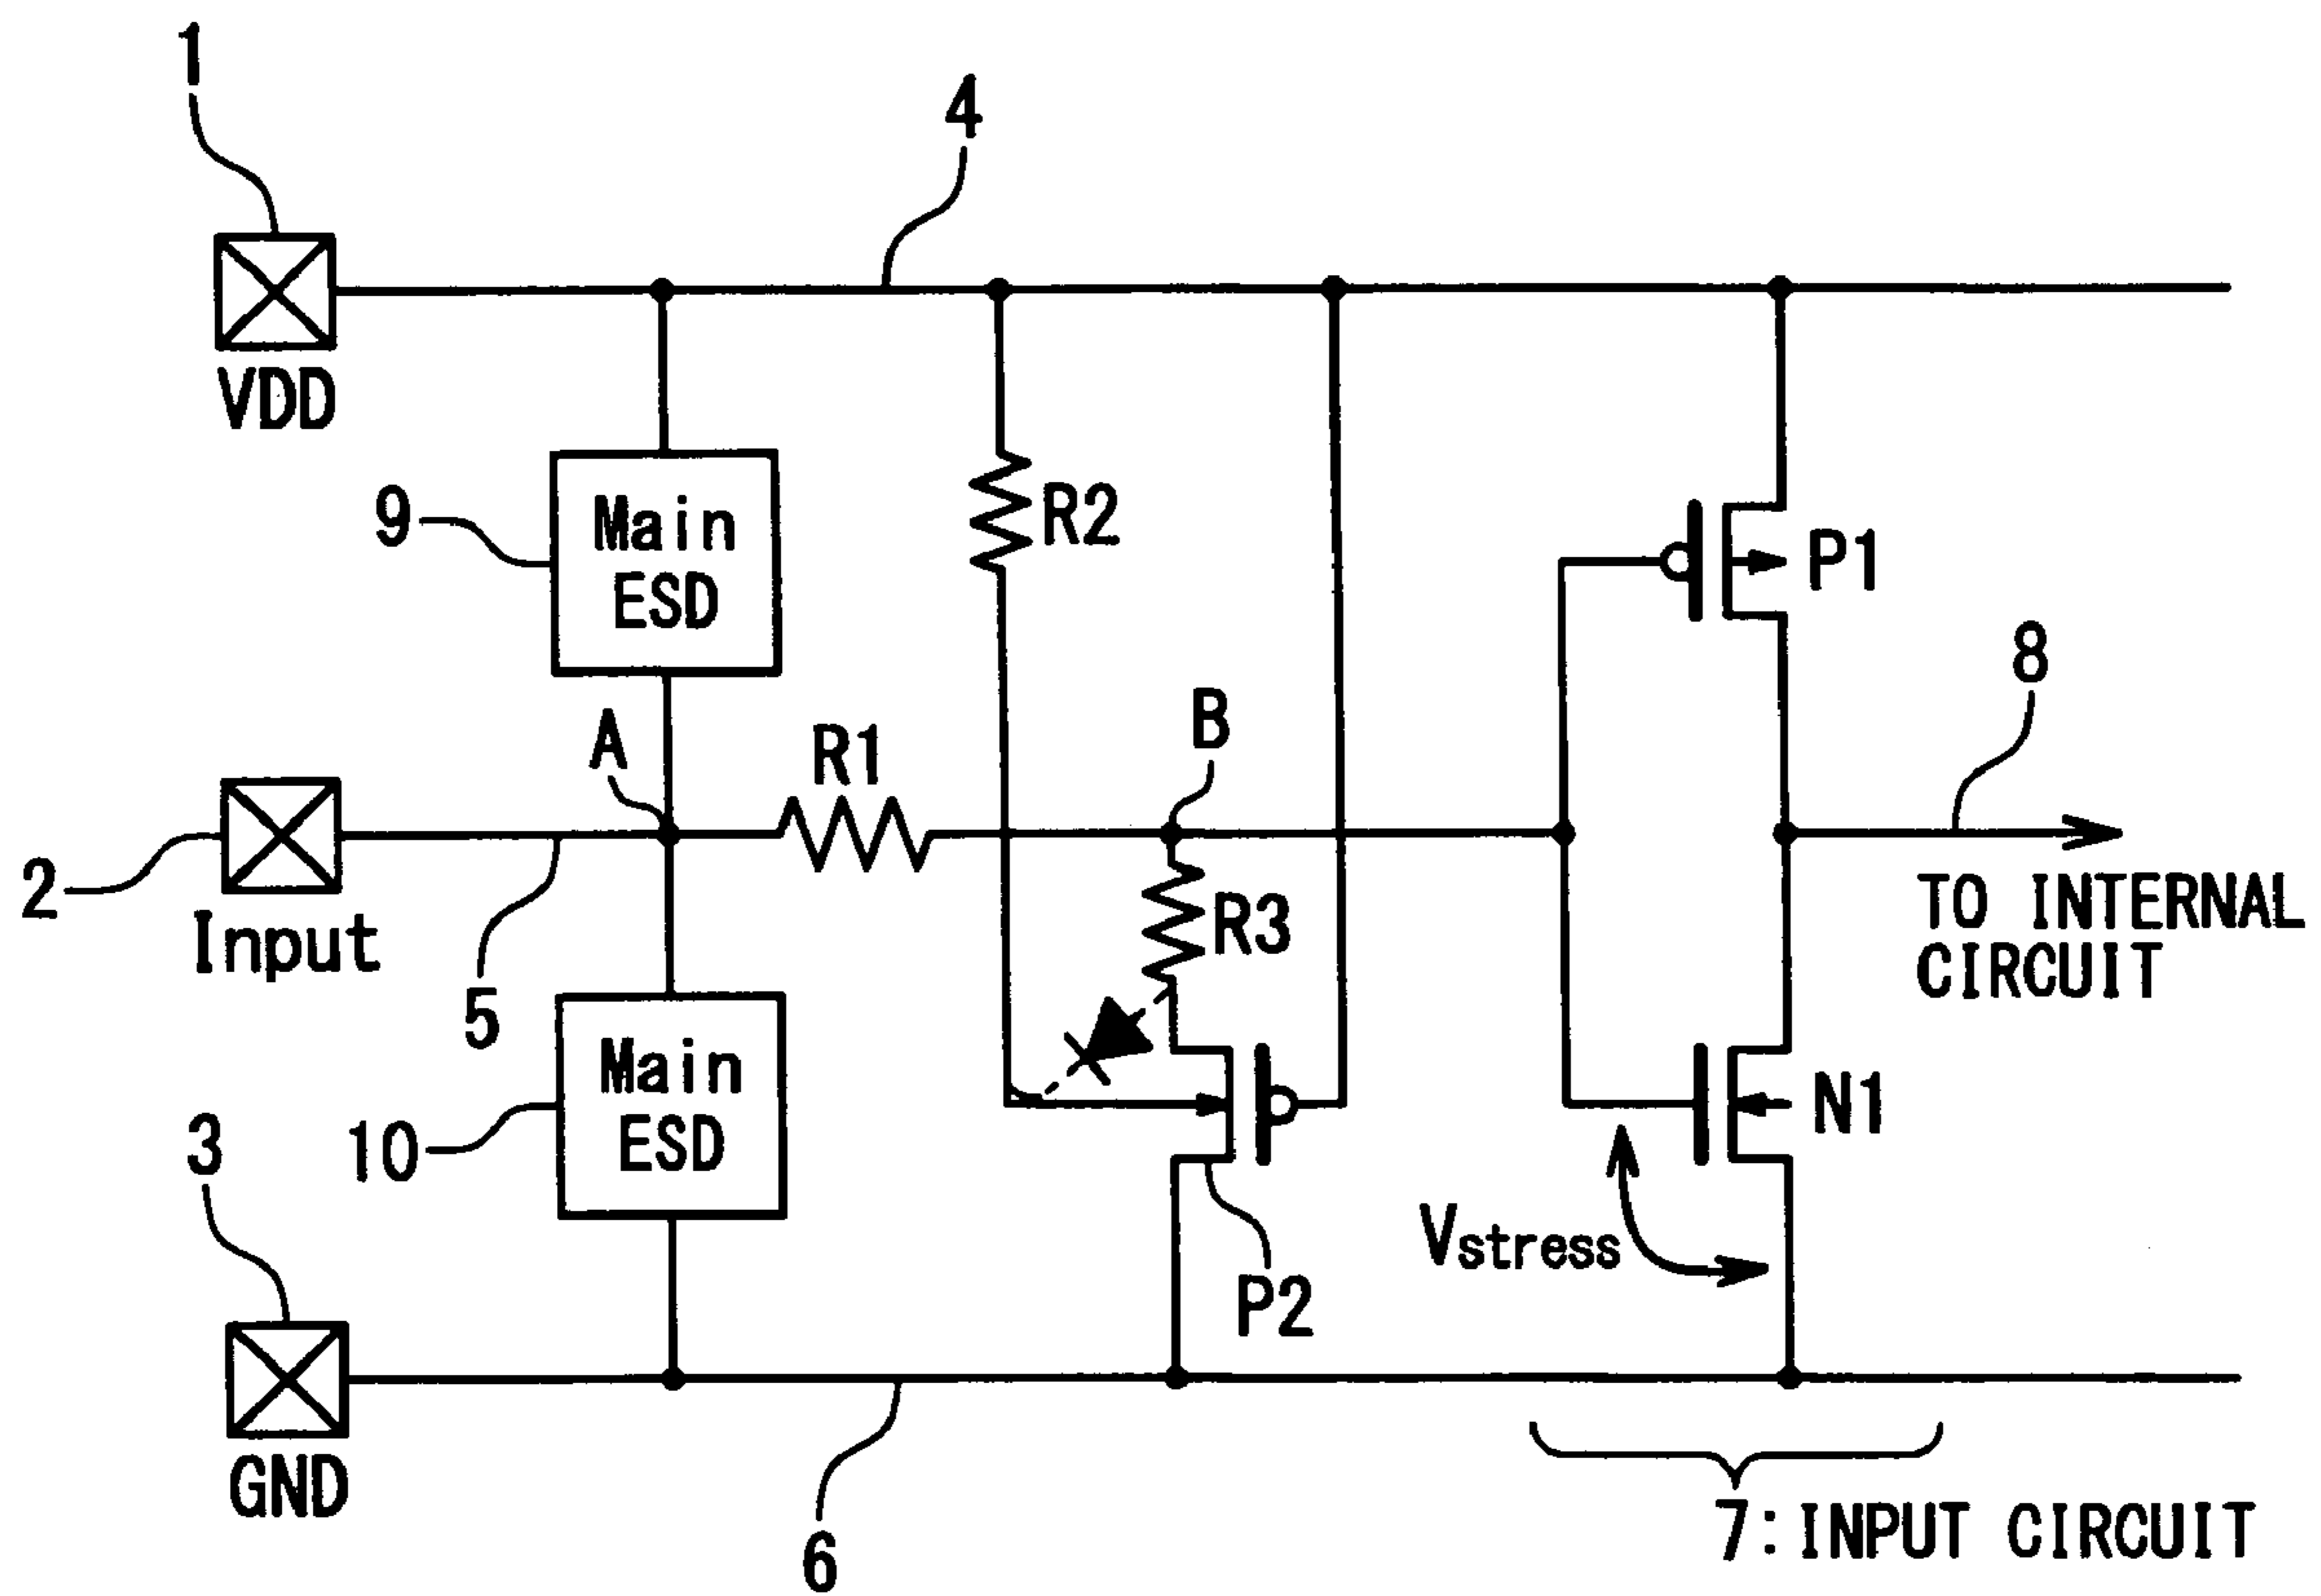 1
4
VDD
9
Main
ESD
R2
P1
8
A
R1
B
2
Input
5
R3
TO INTERNAL
CIRCUIT
3
10
Main
ESD
N1
Vstress
P2
GND
6
7:INPUT CIRCUIT